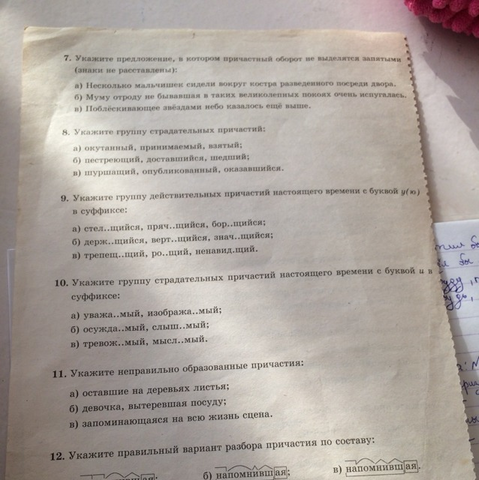 7. Укажите предложение, в котором причастный оборот не выделяется запятыми
(знаки не расставлены):
а) Несколько мальчишек сидели вокруг костра разведенного посреди двора.
б) Муму отроду не бывавшая в таких великолепных покоях очень испугалась.
в) Поблёскивающее звёздами небо казалось ещё выше.
8. Укажите группу страдательных причастий:
а) окутанный, принимаемый, взятый;
б) пестреющий, доставшийся, шедший;
в) шуршащий, опубликованный, оказавшийся.
9. Укажите группу действительных причастий настоящего времени с буквой у(ю)
в суффиксе:
а) стел..щийся, пряч..щийся, бор..щийся;
б) держ..щийся, верт..щийся, знач..щийся;
в) трепещ..щий, ро..щий, ненавид.щий.
10. Укажите группу страдательных причастий настоящего времени с буквой и в
суффиксе:
а) уважа..мый, изобража..мый;
б) осужда..мый, слыш..мый;
в) тревож..мый, мысл..мый.
11. Укажите неправильно образованные причастия:
а) оставшие на деревьях листья;
б) девочка, вытеревшая посуду;
в) запоминающаяся на всю жизнь сцена.
12. Укажите правильный вариант разбора причастия по составу:
б) напомнившая; в) напомнившая.